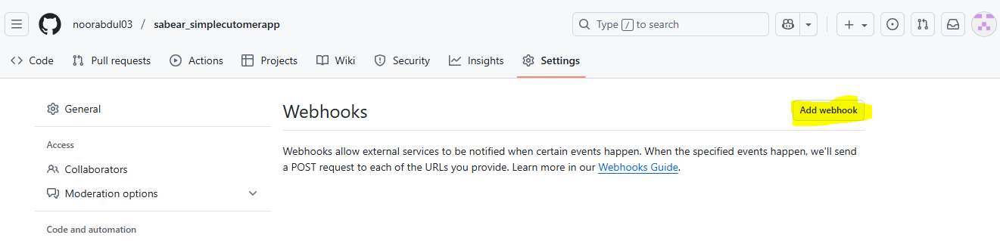 noorabdul03 / sabear_simplecutomerapp
Type / to search
Code
Pull requests
Actions
Projects
Wiki
Security
Insights
Settings
General
Access
Collaborators
Moderation options
Code and automation
Webhooks
Add webhook
Webhooks allow external services to be notified when certain events happen. When the specified events happen, we'll send
a POST request to each of the URLs you provide. Learn more in our Webhooks Guide.